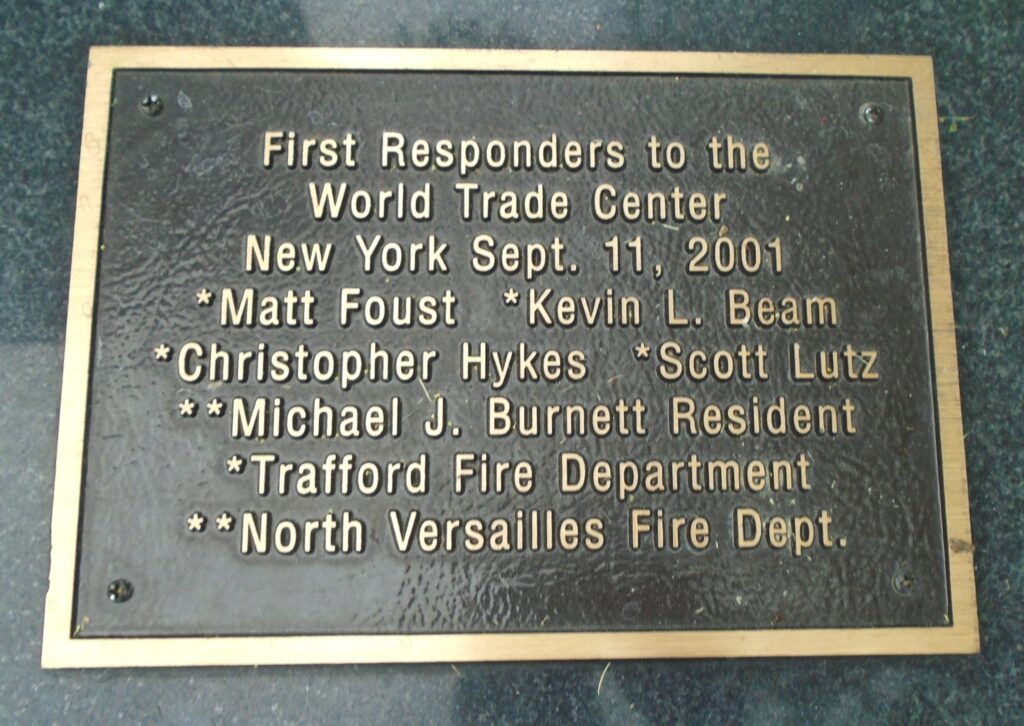 First Responders to the
World Trade Center
New York Sept. 11, 2001
*Matt Foust *Kevin L. Beam
*Christopher Hykes *Scott Lutz
**Michael J. Burnett Resident
*Trafford Fire Department
**North Versailles Fire Dept.